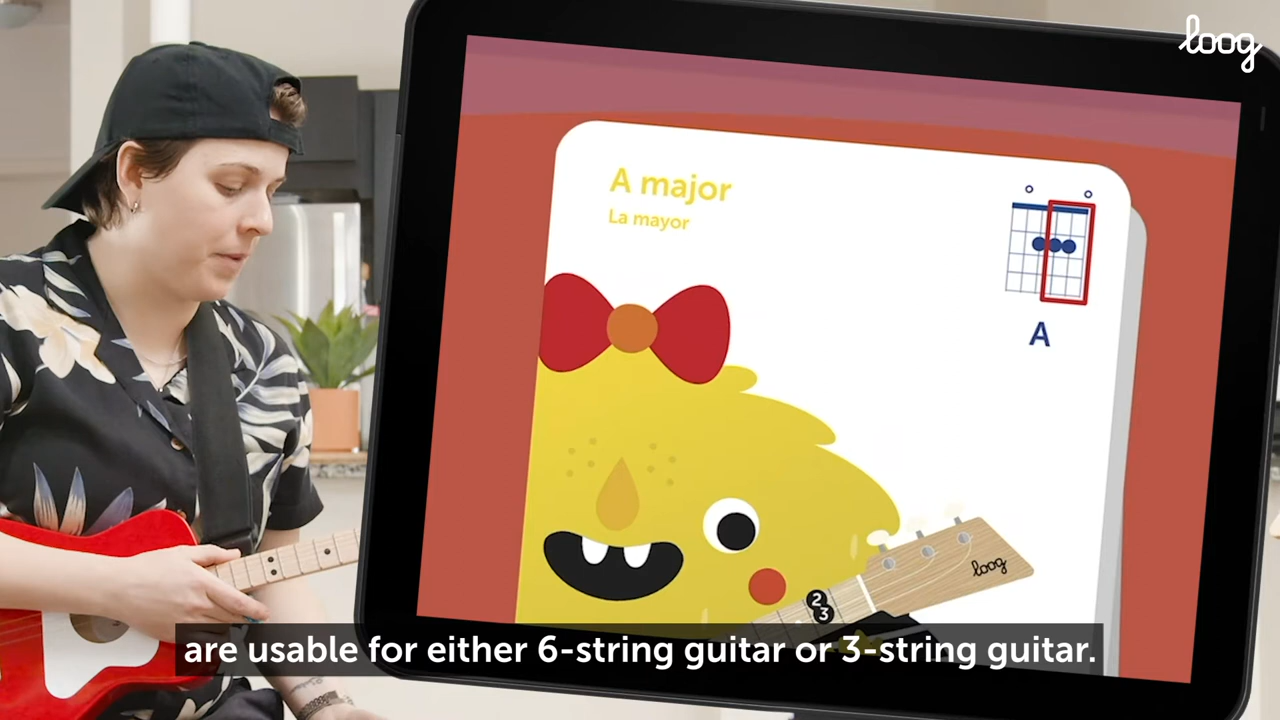 loog
A major
La mayor
A
loog
2
3
are usable for either 6-string guitar or 3-string guitar.